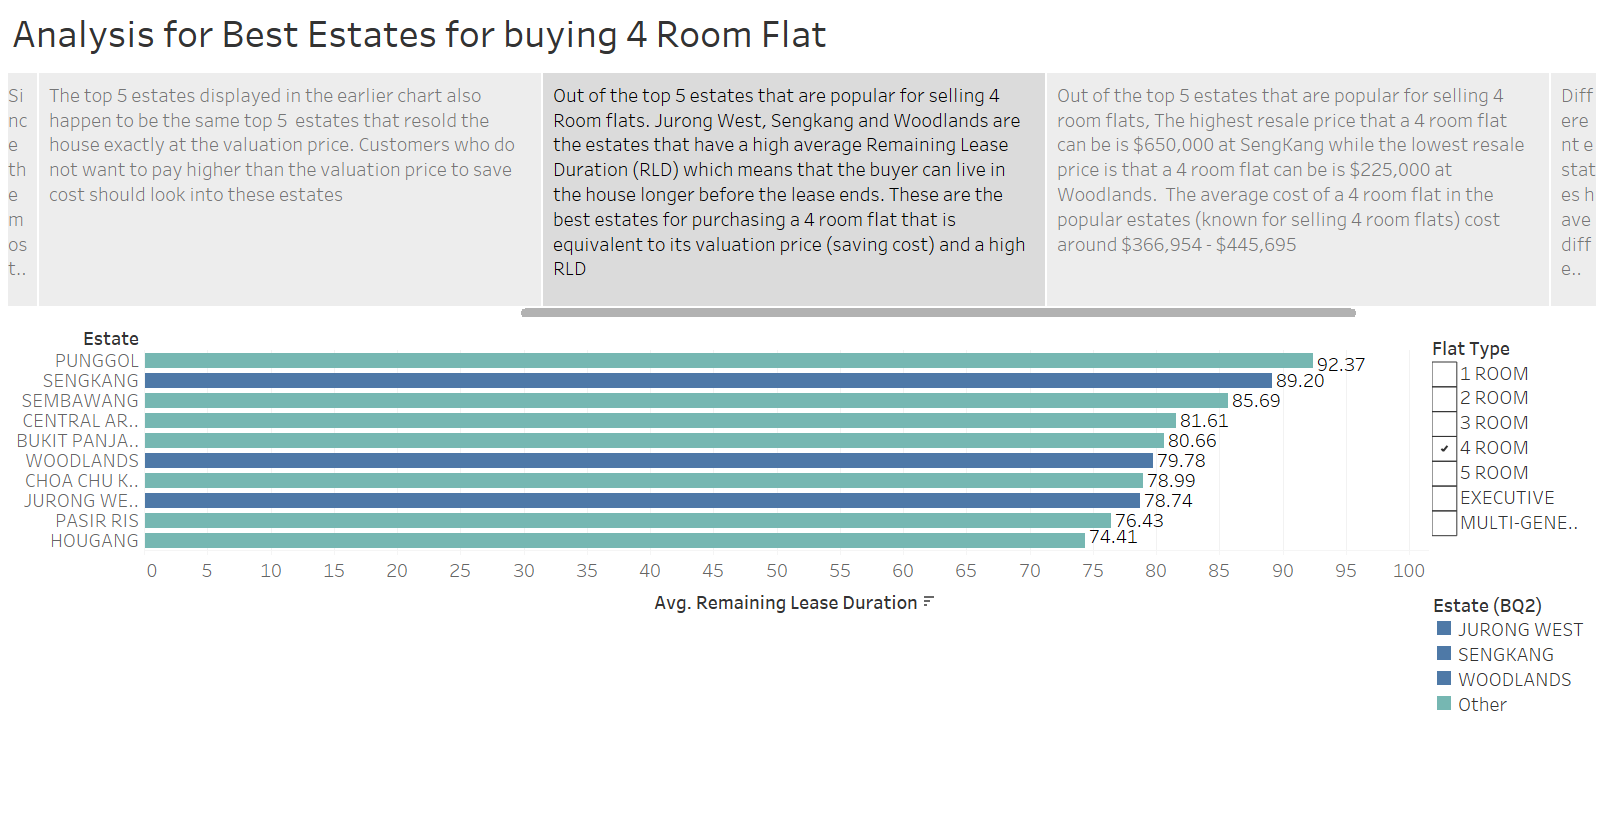 Analysis for Best Estates for buying 4 Room Flat
Si
nc
e
th
e
m
os
t..
The top 5 estates displayed in the earlier chart also
happen to be the same top 5  estates that resold the
house exactly at the valuation price. Customers who do
not want to pay higher than the valuation price to save
cost should look into these estates
Out of the top 5 estates that are popular for selling 4
Room flats. Jurong West, Sengkang and Woodlands are
the estates that have a high average Remaining Lease
Duration (RLD) which means that the buyer can live in
the house longer before the lease ends. These are the
best estates for purchasing a 4 room flat that is
equivalent to its valuation price (saving cost) and a high
RLD
Out of the top 5 estates that are popular for selling 4
room flats, The highest resale price that a 4 room flat
can be is $650,000 at SengKang while the lowest resale
price is that a 4 room flat can be is $225,000 at
Woodlands.  The average cost of a 4 room flat in the
popular estates (known for selling 4 room flats) cost
around $366,954 - $445,695
Diff
ere
nt e
stat
es h
ave
diff
e..
Estate
PUNGGOL 92.37
SENGKANG 89.20
SEMBAWANG 85.69
CENTRAL AR.. 81.61
BUKIT PANJA.. 80.66
WOODLANDS 79.78
CHOA CHU K.. 78.99
JURONG WE.. 78.74
PASIR RIS 76.43
HOUGANG 74.41
0 5 10 15 20 25 30 35 40 45 50 55 60 65 70 75 80 85 90 95 100
Avg. Remaining Lease Duration
Flat Type
1 ROOM
2 ROOM
3 ROOM
4 ROOM
5 ROOM
EXECUTIVE
MULTI-GENE..
Estate (BQ2)
JURONG WEST
SENGKANG
WOODLANDS
Other